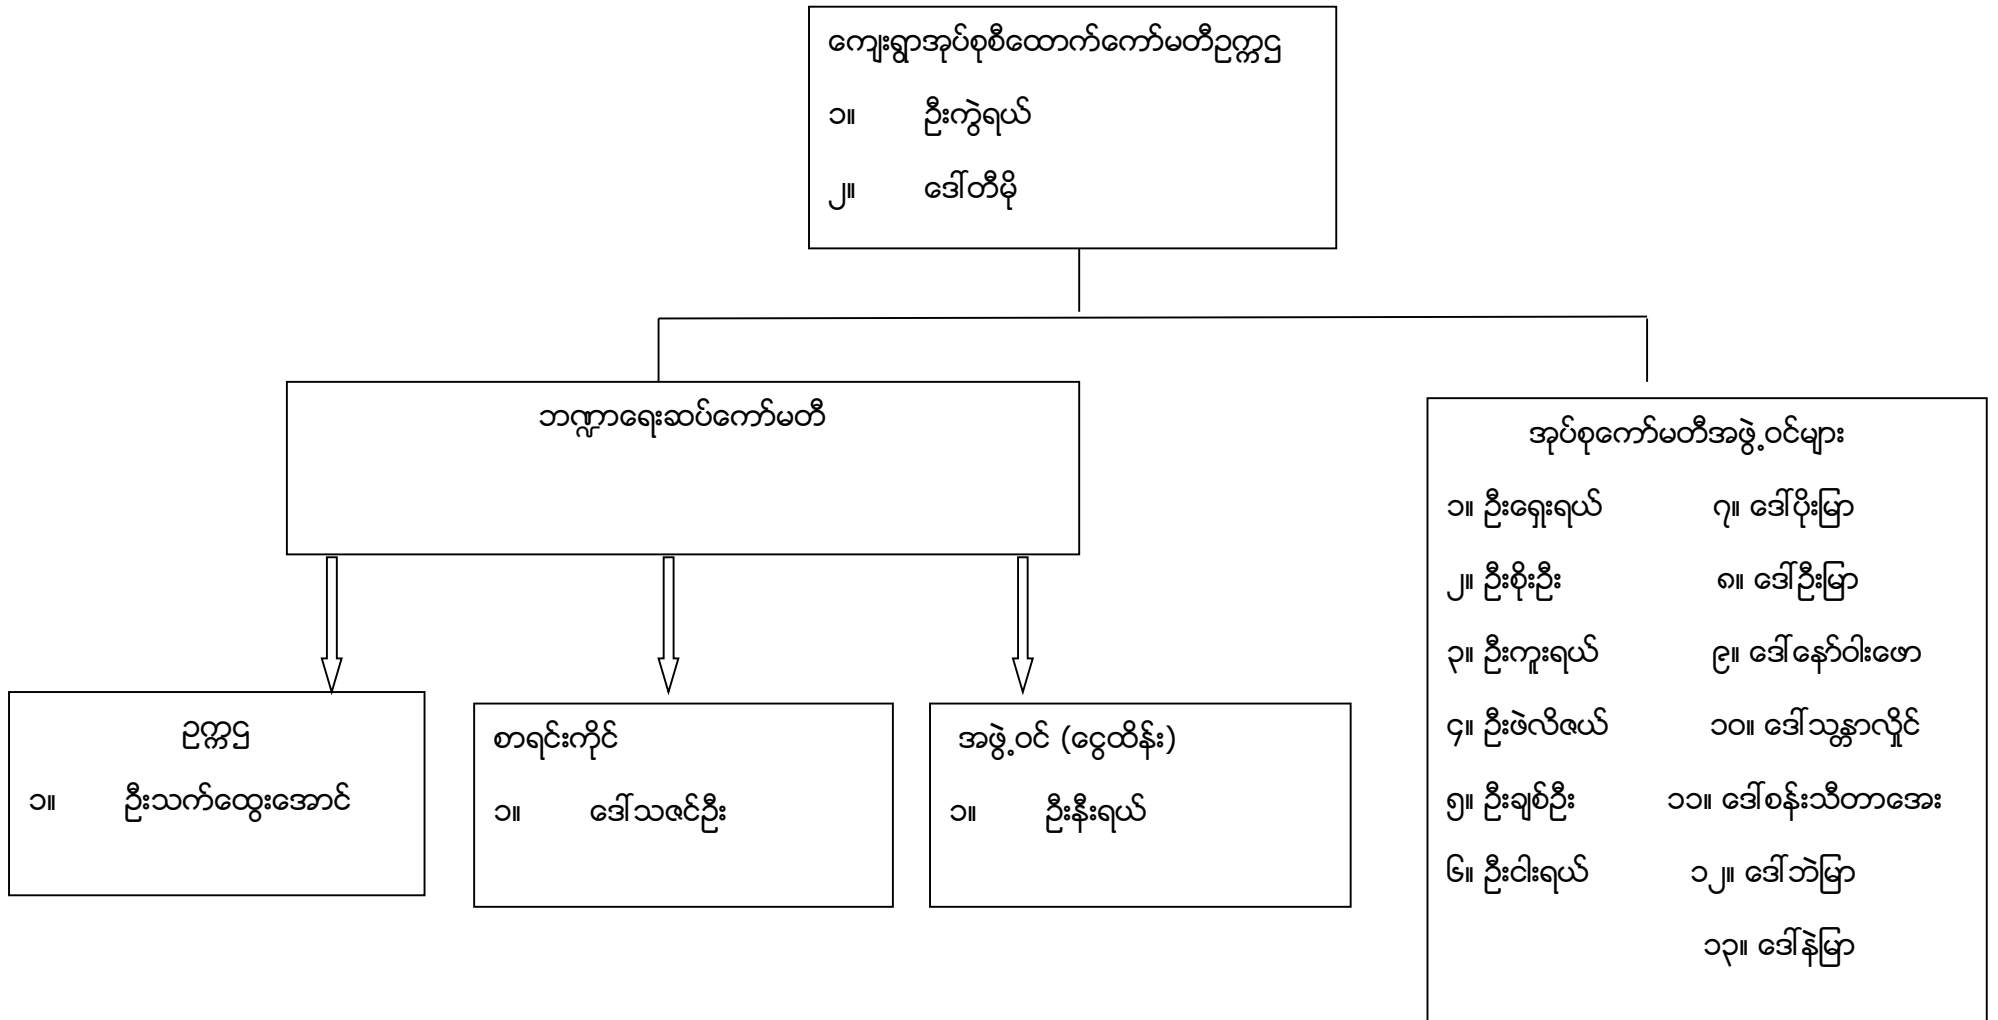 ကျေးရွာအုပ်စုစီထောက်ကော်မတီဥက္ကဌ
၁။ ဦးကွဲရယ်
၂။ ဒေါ်တီမို
ဘဏ္ဍာရေးဆပ်ကော်မတီ
ဥက္ကဌ
၁။ ဦးသက်ထွေးအောင်
စာရင်းကိုင်
၁။ ဒေါ်သဇင်ဦး
အဖွဲ့ဝင် (ငွေထိန်း)
၁။ ဦးနီးရယ်
အုပ်စုကော်မတီအဖွဲ့ဝင်များ
၁။ ဦးရှေးရယ် ၇။ ဒေါ်ပိုးမြာ
၂။ ဦးစိုးဦး ၈။ ဒေါ်ဦးမြာ
၃။ ဦးကူးရယ် ၉။ ဒေါ်နော်ဝါးဖော
၄။ ဦးဖဲလိဇယ် ၁၀။ ဒေါ်သန္တာလှိုင်
၅။ ဦးချစ်ဦး ၁၁။ ဒေါ်စန်းသီတာအေး
၆။ ဦးငါးရယ် ၁၂။ ဒေါ်ဘဲမြာ
၁၃။ ဒေါ်နဲမြာ